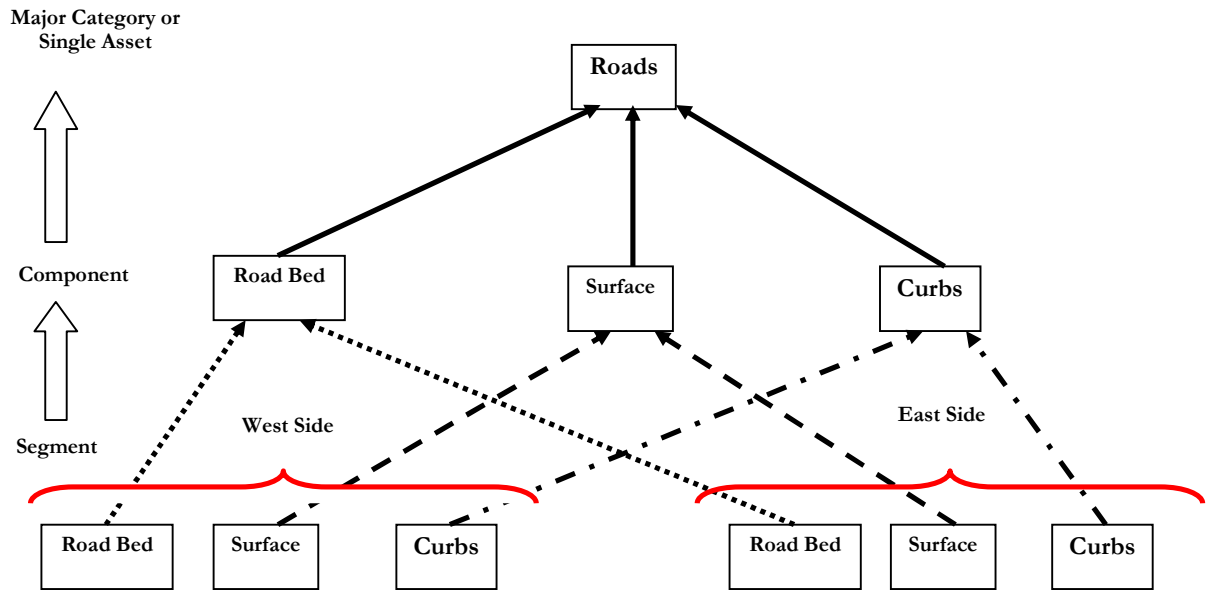 Major Category or
Single Asset
Roads
Component
Road Bed
Surface
Curbs
West Side
East Side
Segment
Road Bed
Surface
Curbs
Road Bed
Surface
Curbs